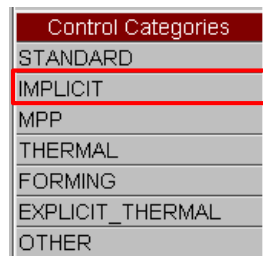 Control Categories
STANDARD
IMPLICIT
MPP
THERMAL
FORMING
EXPLICIT_THERMAL
OTHER